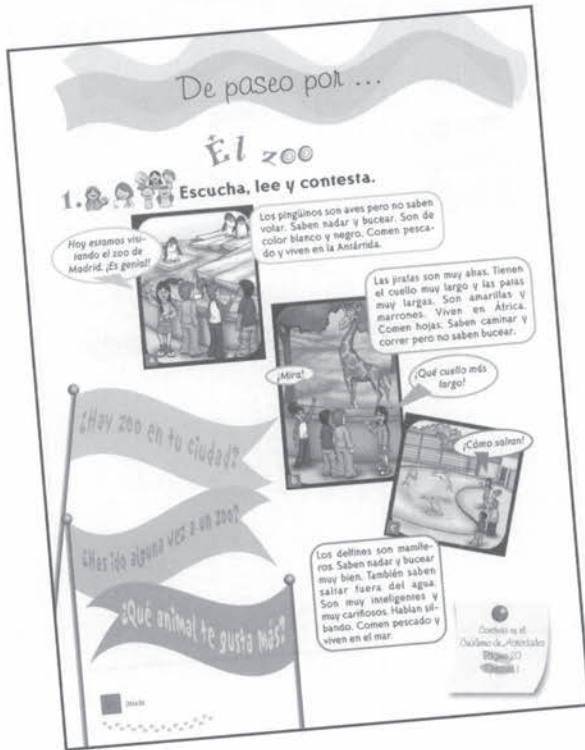 De paseo por ...
El zoo
1. Escucha, lee y contesta.
Hoy estamos visi-
tando el zoo de
Madrid. ¡Es genial!
Los pingüinos son aves pero no saben
volar. Saben nadar y bucear. Son de
color blanco y negro. Comen pesca-
do y viven en la Antártida.
Las jirafas son muy altas. Tienen
el cuello muy largo y las patas
muy largas. Son amarillas y
marrones. Viven en África.
Comen hojas. Saben caminar y
correr pero no saben bucear.
¡Mira!
¡Qué cuello más
largo!
¡Cómo saltan!
¿Hay zoo en tu ciudad?
¿Has ido alguna vez a un zoo?
¿Qué animal te gusta más?
Los delfines son mamífe-
ros. Saben nadar y bucear
muy bien. También saben
saltar fuera del agua.
Son muy inteligentes y
muy cariñosos. Hablan sil-
bando. Comen pescado y
viven en el mar.
Cuaderno de Actividades
Página 20